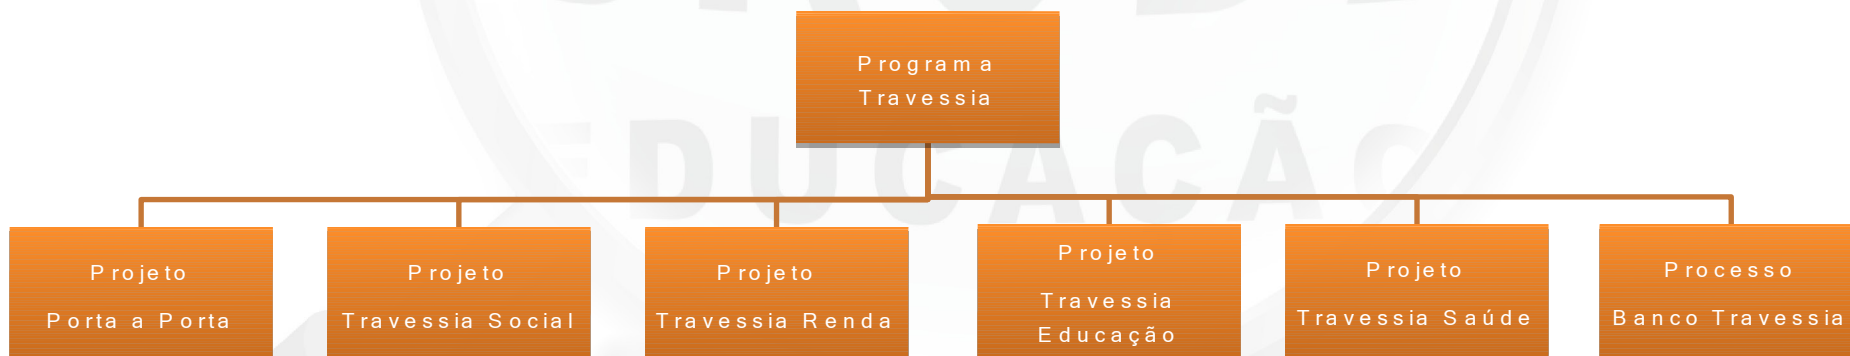 Programa
Travessia
EDUCAÇÃO
Projeto
Porta a Porta
Projeto
Travessia Social
Projeto
Travessia Renda
Projeto
Travessia
Educação
Projeto
Travessia Saúde
Processo
Banco Travessia